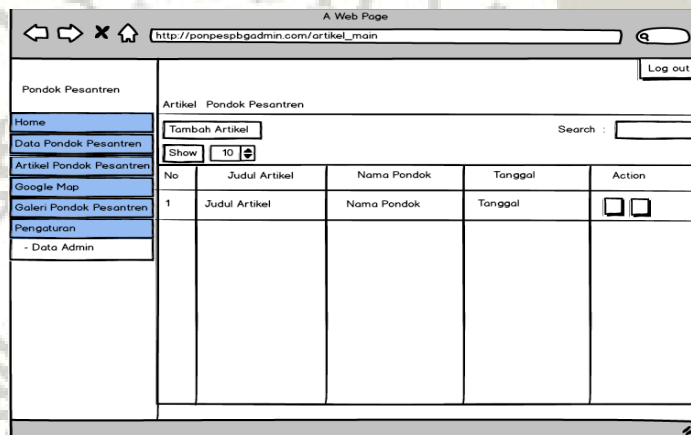 A Web Page
http://ponpespbgadmin.com/artikel_main
Log out
Pondok Pesantren
Home
Data Pondok Pesantren
Artikel Pondok Pesantren
Google Map
Galeri Pondok Pesantren
Pengaturan
- Data Admin
Artikel Pondok Pesantren
Tambah Artikel Search :
Show 10
No Judul Artikel Nama Pondok Tanggal Action
1 Judul Artikel Nama Pondok Tanggal